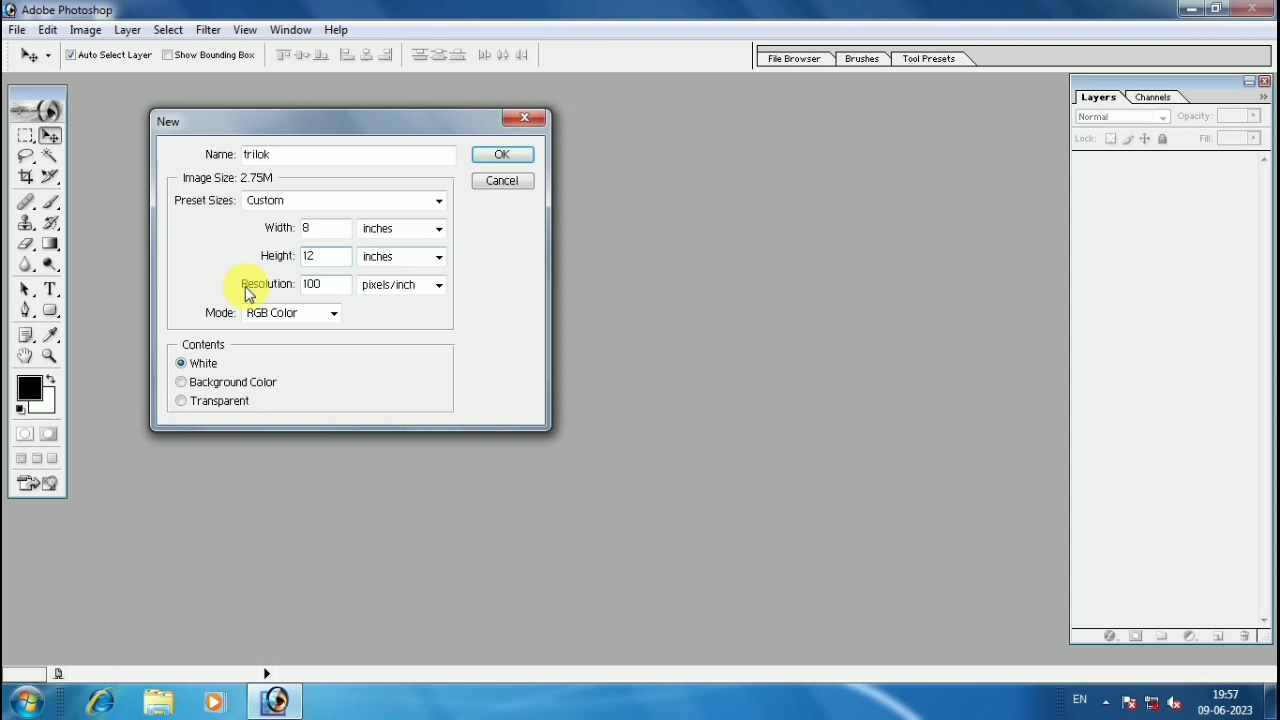 Adobe Photoshop
File Edit Image Layer Select Filter View Window Help
Auto Select Layer Show Bounding Box File Browser Brushes Tool Presets
New
Name: trilok OK
Image Size: 2.75M Cancel
Preset Sizes: Custom
Width: 8 inches
Height: 12 inches
Resolution: 100 pixels/inch
Mode: RGB Color
Contents
White
Background Color
Transparent
Layers Channels
Normal Opacity:
Lock: Fill:
T
EN 19:57
09-06-2023